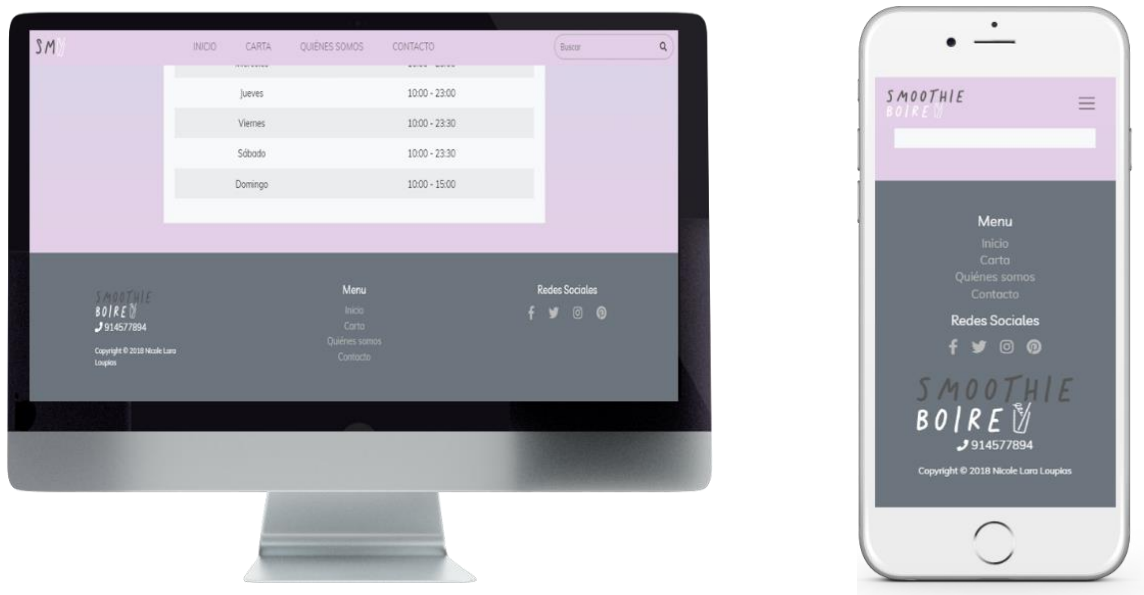 SM
INICIO CARTA QUIÉNES SOMOS CONTACTO Buscar
Jueves 10:00 - 23:00
Viernes 10:00 - 23:30
Sábado 10:00 - 23:30
Domingo 10:00 - 15:00
SMOOTHIE
BOIRE
914577894
Copyright © 2018 Nicole Lara
Loupias
Menu
Inicio
Carta
Quiénes somos
Contacto
Redes Sociales
SMOOTHIE
BOIRE
Menu
Inicio
Carta
Quiénes somos
Contacto
Redes Sociales
SMOOTHIE
BOIRE
914577894
Copyright © 2018 Nicole Lara Loupias